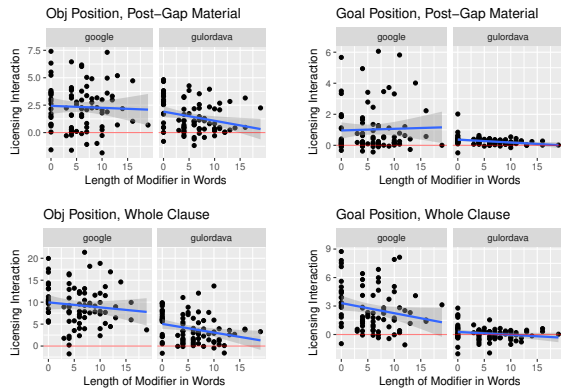 Obj Position, Post-Gap Material
google gulordava
Licensing Interaction
7.5
5.0
2.5
0.0
0 5 10 15 0 5 10 15
Length of Modifier in Words
Goal Position, Post-Gap Material
google gulordava
Licensing Interaction
6
4
2
0
0 5 10 15 0 5 10 15
Length of Modifier in Words
Obj Position, Whole Clause
google gulordava
Licensing Interaction
20
15
10
5
0
0 5 10 15 0 5 10 15
Length of Modifier in Words
Goal Position, Whole Clause
google gulordava
Licensing Interaction
9
6
3
0
0 5 10 15 0 5 10 15
Length of Modifier in Words